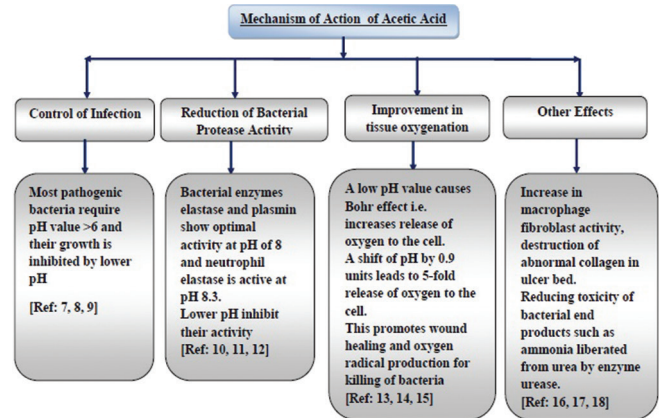 Mechanism of Action of Acetic Acid
Control of Infection
Most pathogenic
bacteria require
pH value >6 and
their growth is
inhibited by lower
pH
[Ref: 7, 8, 9]
Reduction of Bacterial
Protease Activity
Bacterial enzymes
elastase and plasmin
show optimal
activity at pH of 8
and neutrophil
elastase is active at
pH 8.3.
Lower pH inhibit
their activity
[Ref: 10, 11, 12]
Improvement in
tissue oxygenation
A low pH value causes
Bohr effect i.e.
increases release of
oxygen to the cell.
A shift of pH by 0.9
units leads to 5-fold
release of oxygen to the
cell.
This promotes wound
healing and oxygen
radical production for
killing of bacteria
[Ref: 13, 14, 15]
Other Effects
Increase in
macrophage
fibroblast activity,
destruction of
abnormal collagen in
ulcer bed.
Reducing toxicity of
bacterial end
products such as
ammonia liberated
from urea by enzyme
urease.
[Ref: 16, 17, 18]